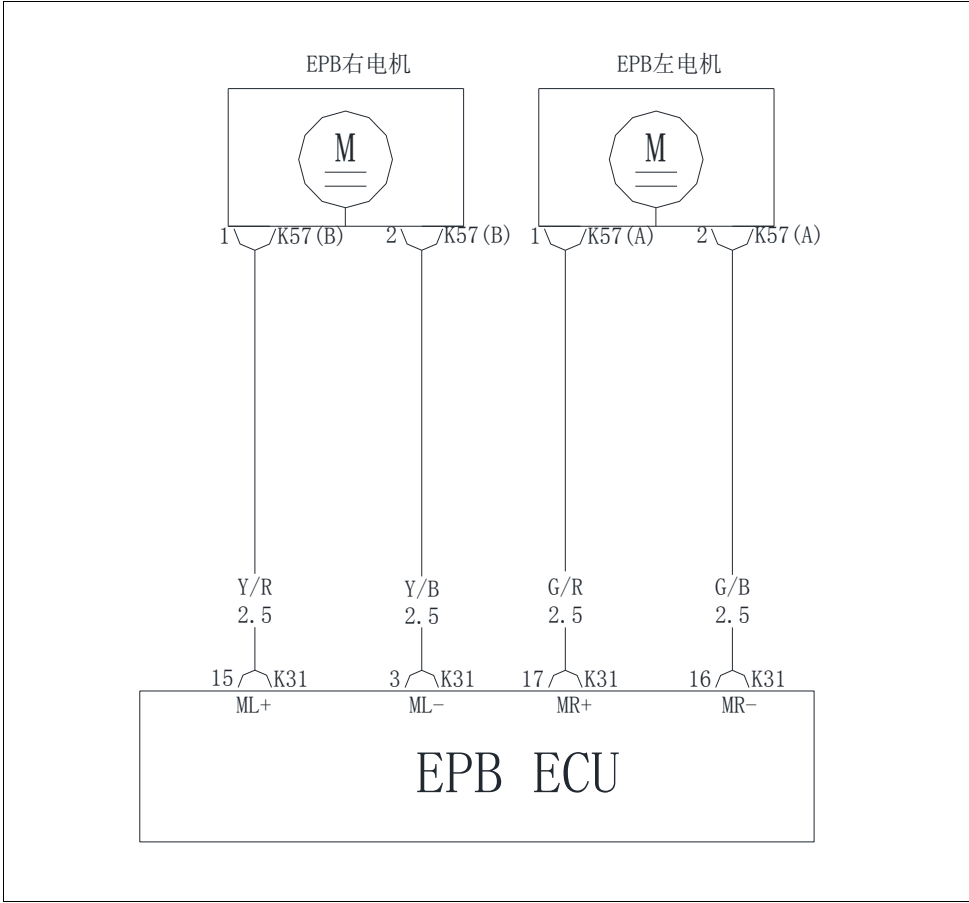 EPB右电机 EPB左电机
M M
1 K57(B) 2 K57(B) 1 K57(A) 2 K57(A)
Y/R Y/B G/R G/B
2.5 2.5 2.5 2.5
15 K31 3 K31 17 K31 16 K31
ML+ ML- MR+ MR-
EPB ECU